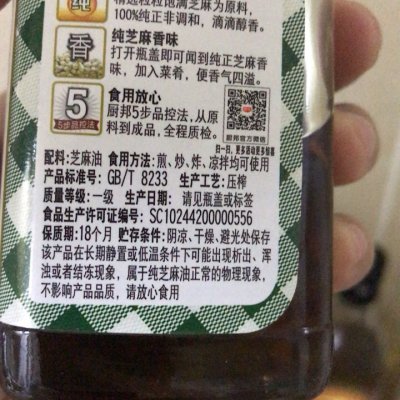 精选粒粒饱满芝麻为原料,
100%纯正非调和,滴滴醇香。
纯
纯芝麻香味
打开瓶盖即可闻到纯正芝麻香
味,加入菜肴,便香气四溢。
香
食用放心
厨邦5步品控法,从原
料到成品,全程质检。
5
5步品控法
厨邦官方微信
扫一扫,更多活动更多惊喜
配料:芝麻油 食用方法:煎、炒、炸、凉拌均可使用
产品标准号:GB/T 8233 生产工艺:压榨
质量等级:一级 生产日期:请见瓶盖或标签
食品生产许可证编号:SC10244200000556
保质期:18个月 贮存条件:阴凉、干燥、避光处保存
该产品在长期静置或低温条件下可能出现析出、浑
浊或者结冻现象,属于纯芝麻油正常的物理现象,
不影响产品品质,请放心食用